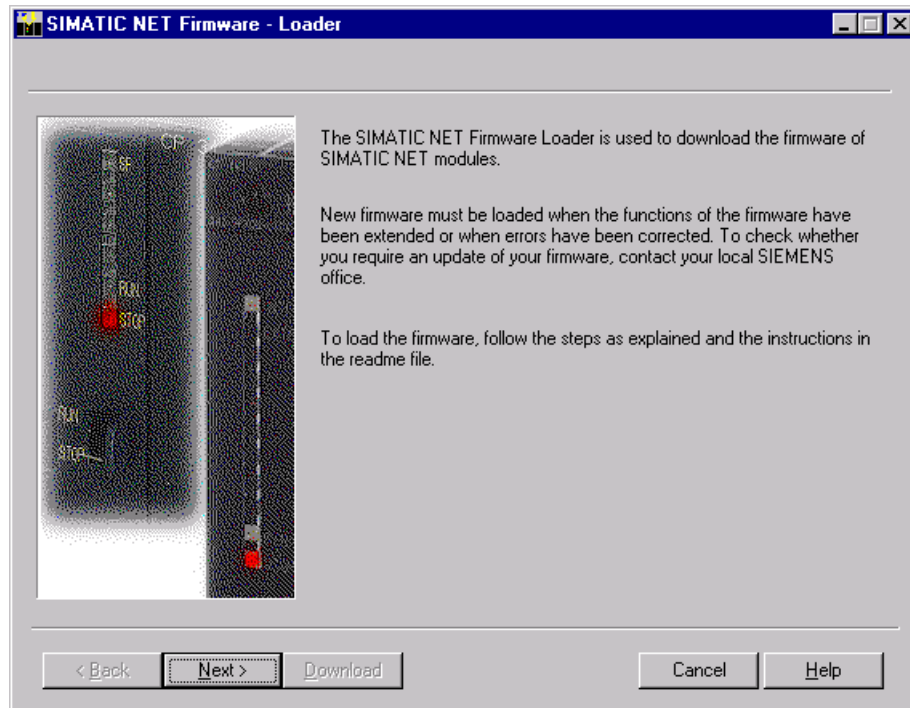 SIMATIC NET Firmware - Loader
CP
SF
RUN
STOP
RUN
STOP
The SIMATIC NET Firmware Loader is used to download the firmware of
SIMATIC NET modules.
New firmware must be loaded when the functions of the firmware have
been extended or when errors have been corrected. To check whether
you require an update of your firmware, contact your local SIEMENS
office.
To load the firmware, follow the steps as explained and the instructions in
the readme file.
< Back Next > Download Cancel Help